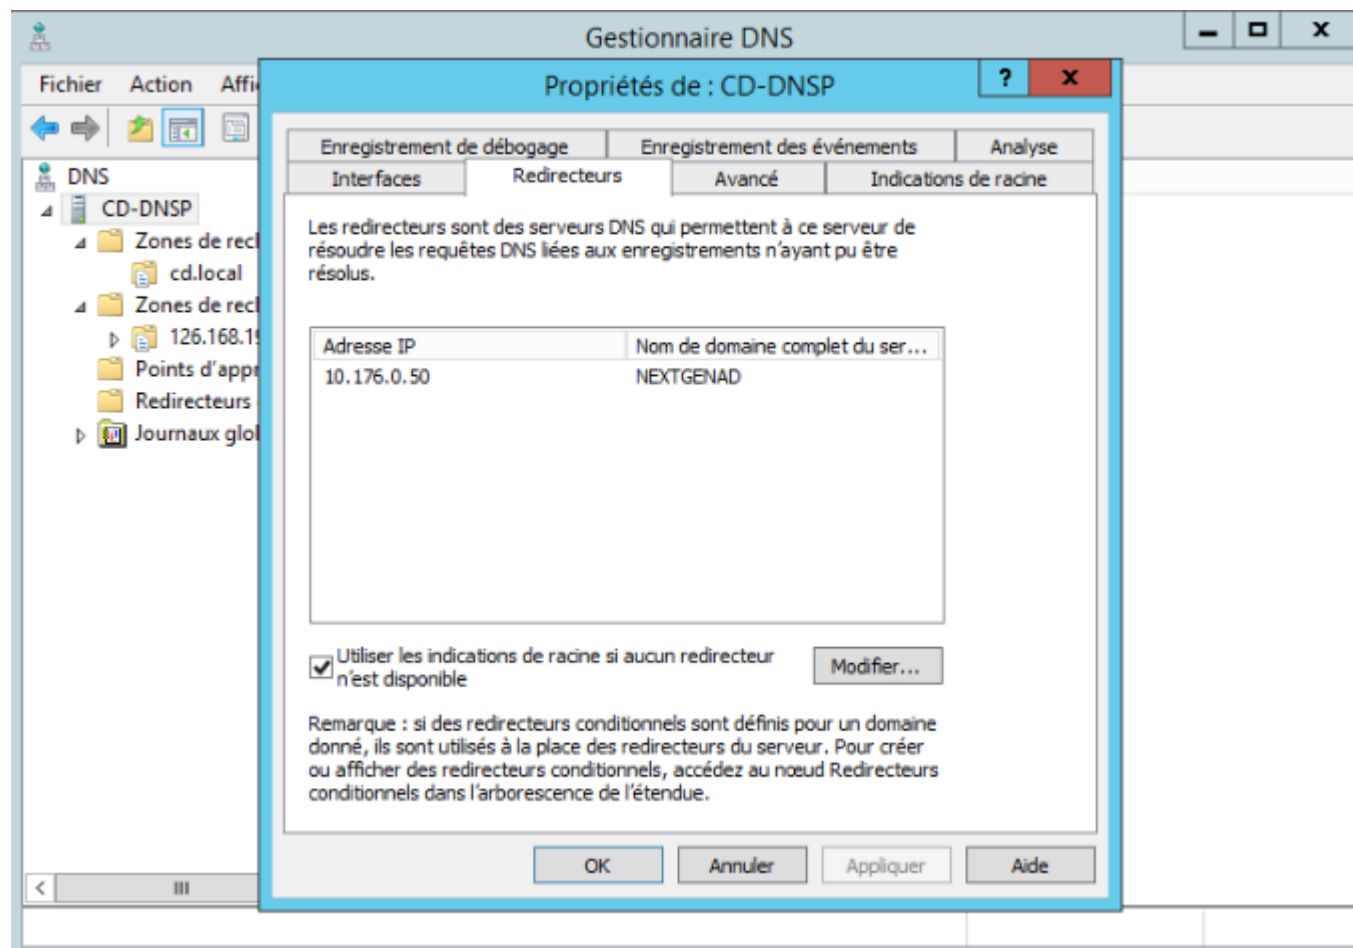 Gestionnaire DNS
Fichier Action
Propriétés de : CD-DNSP
Enregistrement de débogage Enregistrement des événements Analyse
Interfaces Redirecteurs Avancé Indications de racine
DNS
CD-DNSP
Zones de
cd.local
Zones de
Points
Redirecteurs
Journaux
Les redirecteurs sont des serveurs DNS qui permettent à ce serveur de
résoudre les requêtes DNS liées aux enregistrements n'ayant pu être
résolus.
Adresse IP Nom de domaine complet du ser...
10.176.0.50 NEXTGENAD
Utiliser les indications de racine si aucun redirecteur
n'est disponible
Modifier...
Remarque : si des redirecteurs conditionnels sont définis pour un domaine
donné, ils sont utilisés à la place des redirecteurs du serveur. Pour créer
ou afficher des redirecteurs conditionnels, accédez au nœud Redirecteurs
conditionnels dans l'arborescence de l'étendue.
OK Annuler Appliquer Aide